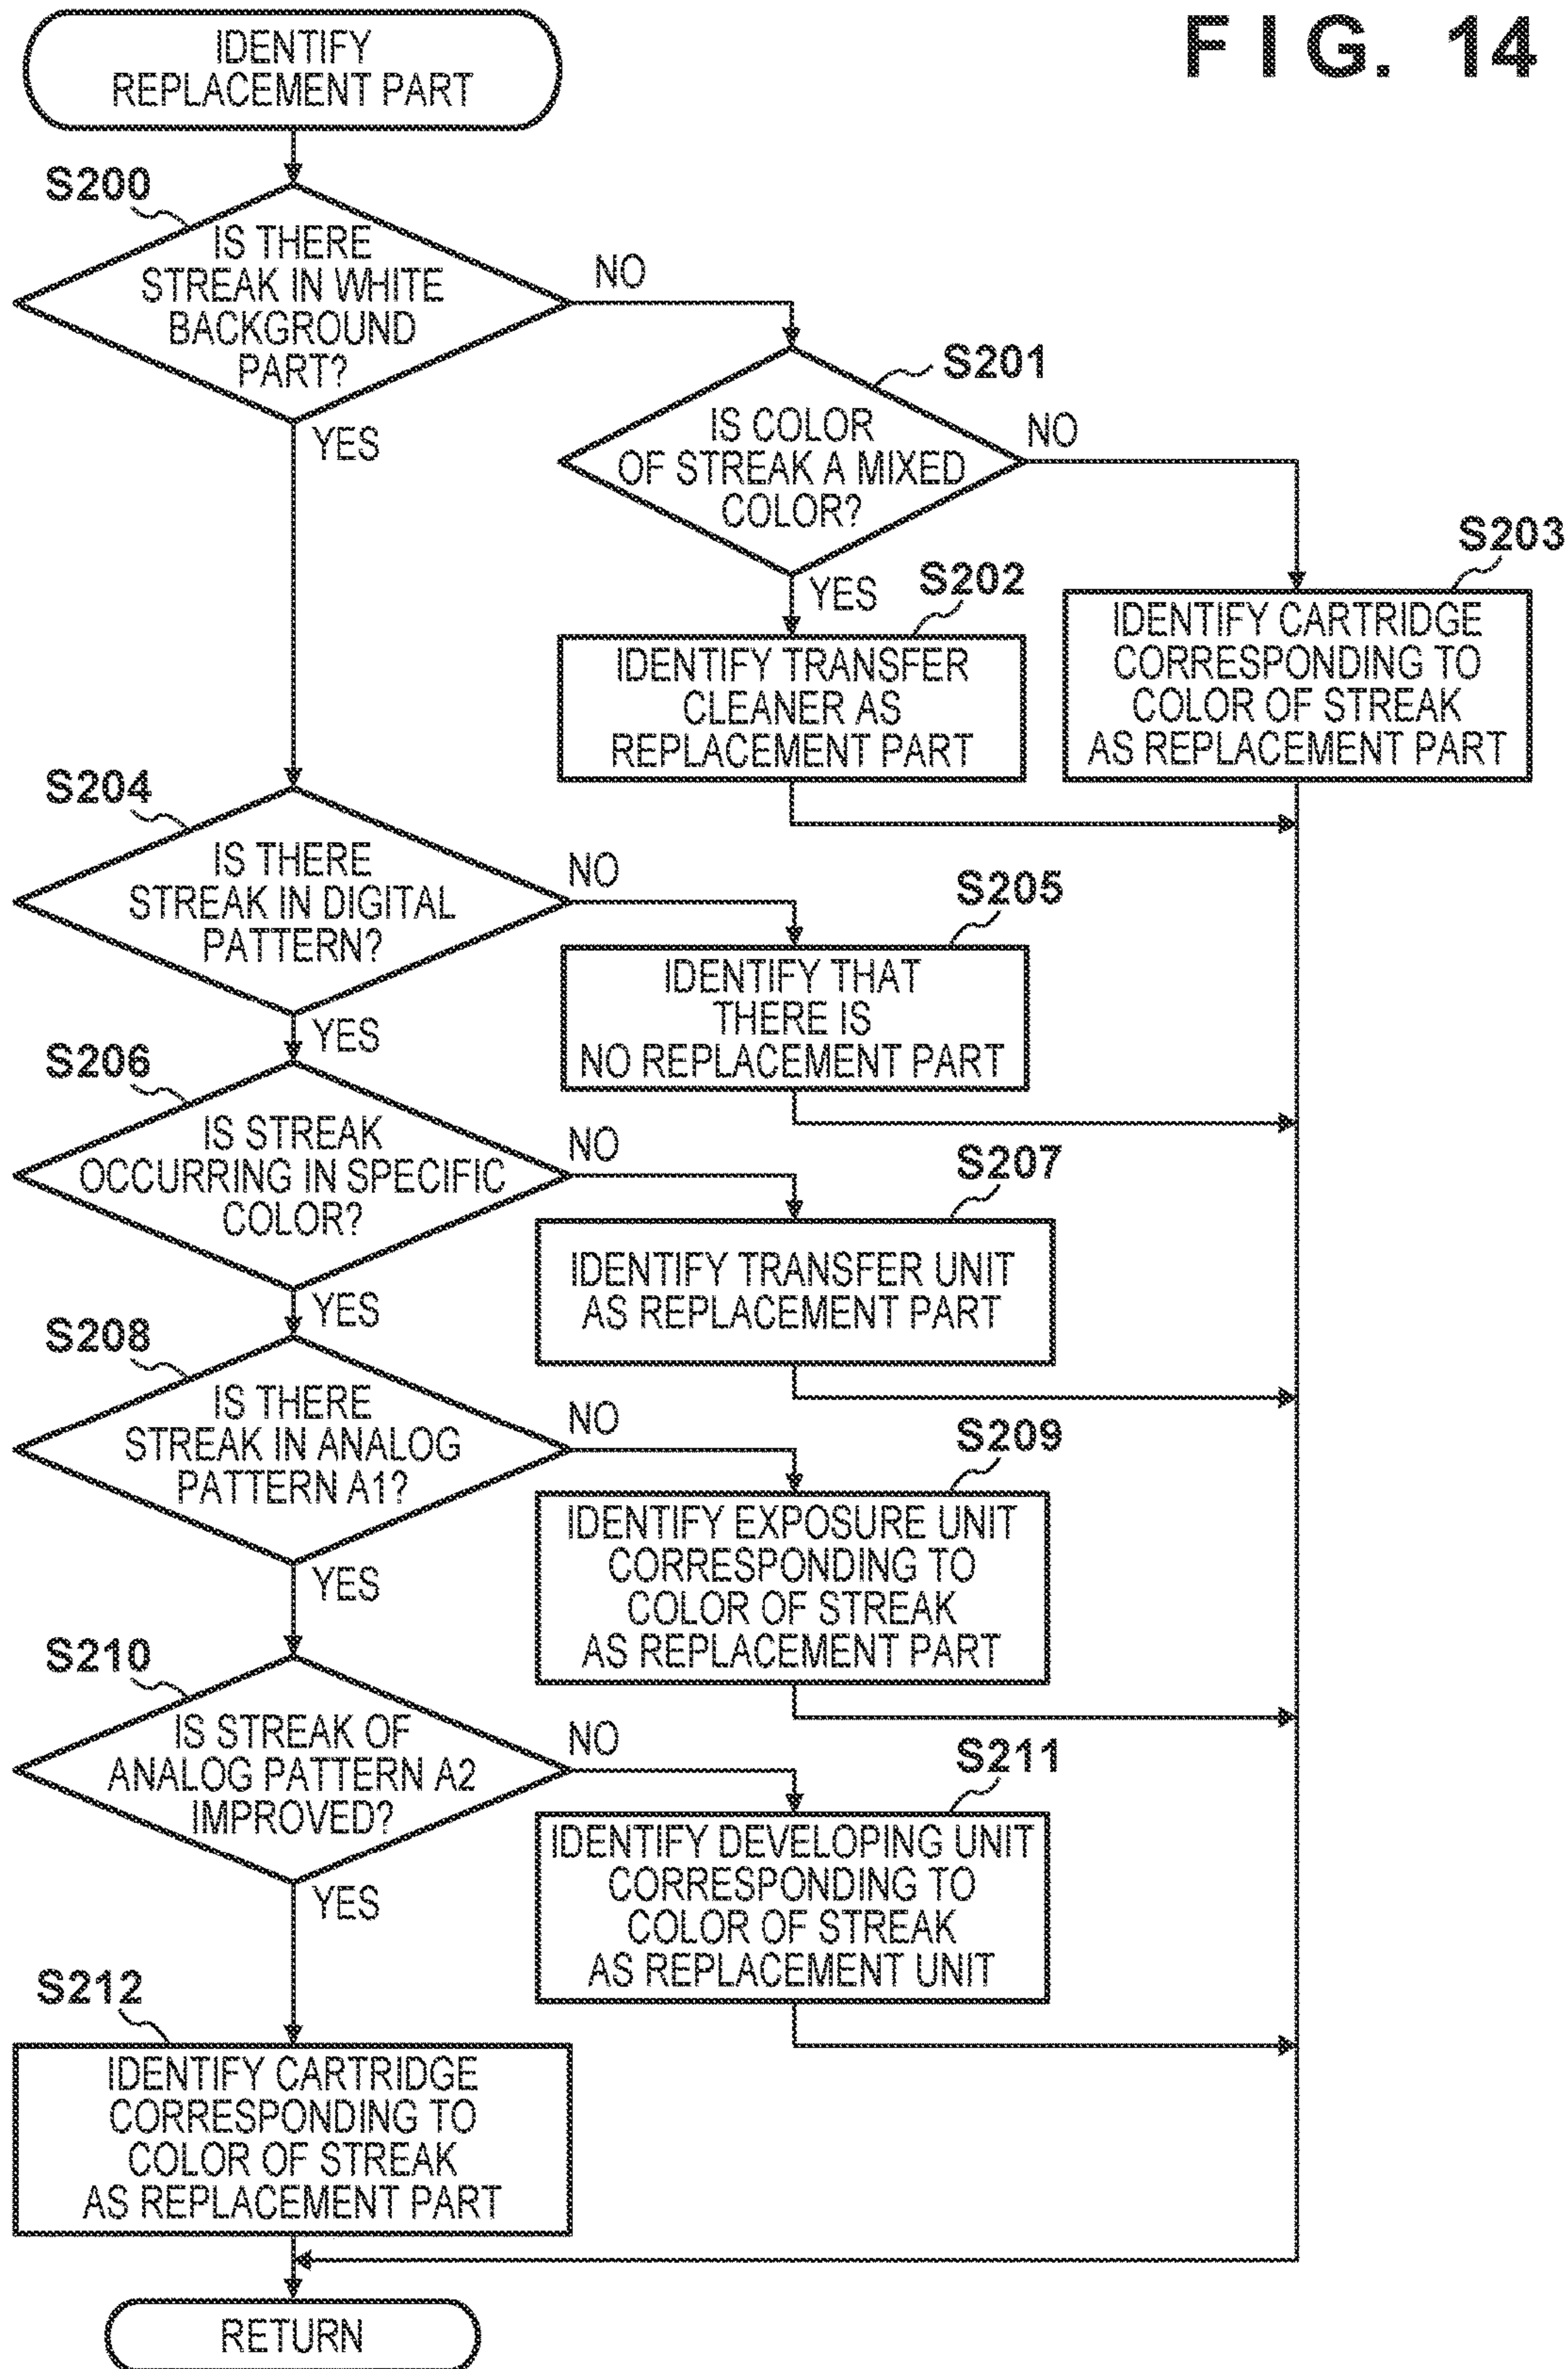 FIG. 14
IDENTIFY
REPLACEMENT PART
S200
IS THERE
STREAK IN WHITE
BACKGROUND
PART?
NO
YES
S201
IS COLOR
OF STREAK A MIXED
COLOR?
NO
YES
S202
IDENTIFY TRANSFER
CLEANER AS
REPLACEMENT PART
S203
IDENTIFY CARTRIDGE
CORRESPONDING TO
COLOR OF STREAK
AS REPLACEMENT PART
S204
IS THERE
STREAK IN DIGITAL
PATTERN?
NO
YES
S205
IDENTIFY THAT
THERE IS
NO REPLACEMENT PART
S206
IS STREAK
OCCURRING IN SPECIFIC
COLOR?
NO
YES
S207
IDENTIFY TRANSFER UNIT
AS REPLACEMENT PART
S208
IS THERE
STREAK IN ANALOG
PATTERN A1?
NO
YES
S209
IDENTIFY EXPOSURE UNIT
CORRESPONDING TO
COLOR OF STREAK
AS REPLACEMENT PART
S210
IS STREAK OF
ANALOG PATTERN A2
IMPROVED?
NO
YES
S211
IDENTIFY DEVELOPING UNIT
CORRESPONDING TO
COLOR OF STREAK
AS REPLACEMENT UNIT
S212
IDENTIFY CARTRIDGE
CORRESPONDING TO
COLOR OF STREAK
AS REPLACEMENT PART
RETURN